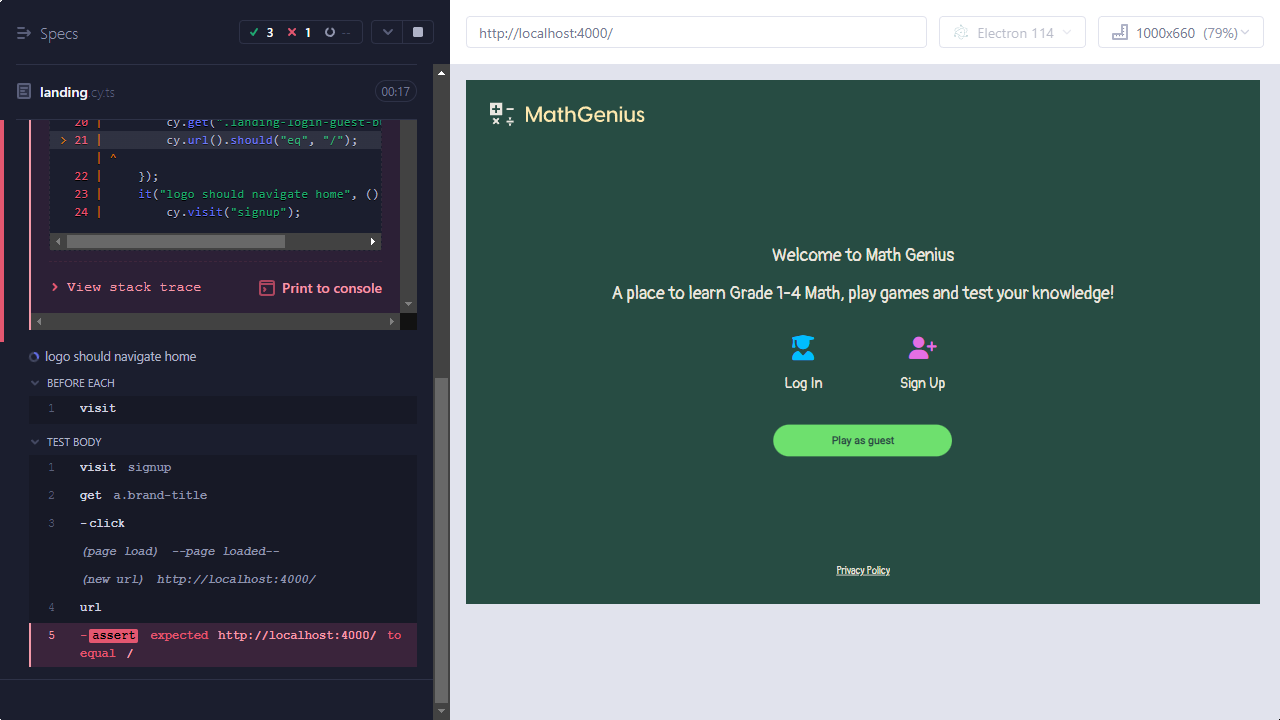 Specs
3
1
--
http://localhost:4000/
Electron 114
1000x660 (79%)
landing.cy.ts
00:17
20 | cy.get(".landing-login-guest-b
> 21 | cy.url().should("eq", "/");
| ^
22 | });
23 | it("logo should navigate home", ()
24 | cy.visit("signup");
> View stack trace
Print to console
logo should navigate home
BEFORE EACH
1 visit
TEST BODY
1 visit signup
2 get a.brand-title
3 -click
(page load) --page loaded--
(new url) http://localhost:4000/
4 url
5 -assert expected http://localhost:4000/ to
equal /
MathGenius
Welcome to Math Genius
A place to learn Grade 1-4 Math, play games and test your knowledge!
Log In
Sign Up
Play as guest
Privacy Policy